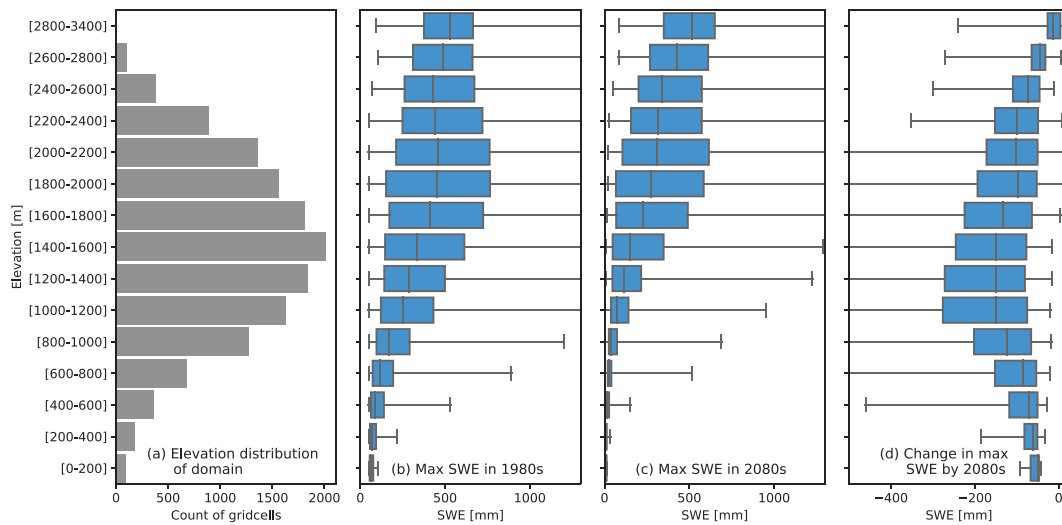 Elevation [m]
[2800-3400]
[2600-2800]
[2400-2600]
[2200-2400]
[2000-2200]
[1800-2000]
[1600-1800]
[1400-1600]
[1200-1400]
[1000-1200]
[800-1000]
[600-800]
[400-600]
[200-400]
[0-200]
(a) Elevation distribution
of domain
0 500 1000 1500 2000
Count of gridcells
(b) Max SWE in 1980s
0 500 1000
SWE [mm]
(c) Max SWE in 2080s
0 500 1000
SWE [mm]
(d) Change in max
SWE by 2080s
−400 −200 0
SWE [mm]